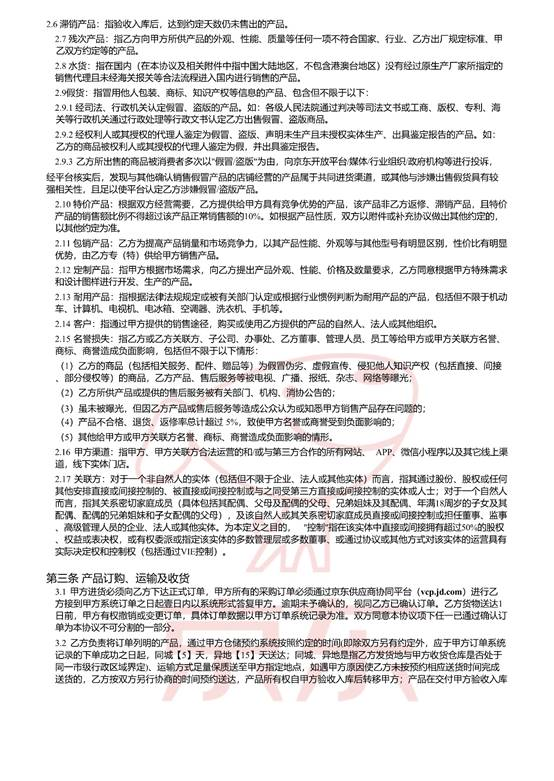 2.6 滞销产品：指验收入库后，达到约定天数仍未售出的产品。
2.7 残次产品：指乙方向甲方所供产品的外观、性能、质量等任何一项不符合国家、行业、乙方出厂规定标准、甲
乙双方约定等的产品。
2.8 水货：指在国内（在本协议及相关附件中指中国大陆地区，不包含港澳台地区）没有经过原生产厂家所指定的
销售代理且未经海关报关等合法流程进入国内进行销售的产品。
2.9假货：指冒用他人包装、商标、知识产权等信息的产品、包含但不限于以下：
2.9.1 经司法、行政机关认定假冒、盗版的产品。如：各级人民法院通过判决等司法文书或工商、版权、专利、海
关等行政机关通过行政处理等行政文书认定乙方出售假冒、盗版商品。
2.9.2 经权利人或其授权的代理人鉴定为假冒、盗版、声明未生产且未授权实体生产、出具鉴定报告的产品。如：
乙方的商品被权利人或其授权的代理人鉴定为假，并出具鉴定报告。
2.9.3 乙方所出售的商品被消费者多次以"假冒/盗版"为由，向京东开放平台/媒体/行业组织/政府机构等进行投诉，
经平台核实后，发现与其他确认销售假冒产品的店铺经营的产品属于共同进货渠道，或其他与涉嫌出售假货具有较
强相关性，且足以使平台认定乙方涉嫌假冒/盗版产品。
2.10 特价产品：根据双方经营需要，乙方提供给甲方具有竞争优势的产品，该产品非乙方返修、滞销产品，且特价
产品的销售额比例不得超过该产品正常销售额的10%。如根据产品性质，双方以附件或补充协议做出其他约定的，
以其他约定为准。
2.11 包销产品：乙方为提高产品销量和市场竞争力，以其产品性能、外观等与其他型号有明显区别，性价比有明显
优势，由乙方专（特）供给甲方销售产品。
2.12 定制产品：指甲方根据市场需求，向乙方提出产品外观、性能、价格及数量要求，乙方同意根据甲方特殊需求
和设计图样进行开发、生产的产品。
2.13 耐用产品：指根据法律法规规定或被有关部门认定或根据行业惯例判断为耐用产品的产品，包括但不限于机动
车、计算机、电视机、电冰箱、空调器、洗衣机、手机等。
2.14 客户：指通过甲方提供的销售途径，购买或使用乙方提供的产品的自然人、法人或其他组织。
2.15 名誉损失：指乙方或乙方关联方、子公司、办事处、乙方董事、管理人员、员工等给甲方或甲方关联方名誉、
商标、商誉造成负面影响，包括但不限于以下情形：
（1）乙方的商品（包括相关服务、配件、赠品等）为假冒伪劣、虚假宣传、侵犯他人知识产权（包括直接、间接
、部分侵权等）的商品，乙方产品、售后服务等被电视、广播、报纸、杂志、网络等曝光；
（2）乙方所供产品或提供的售后服务被有关部门、机构、消协公告的；
（3）虽未被曝光，但因乙方产品或售后服务等造成公众认为或知悉甲方销售产品存在问题的；
（4）产品不合格、退货、返修率总计超过 5%，致使甲方名誉或商誉受到负面影响的；
（5）其他给甲方或甲方关联方名誉、商标、商誉造成负面影响的情形。
2.16 甲方渠道：指甲方、甲方关联方合法运营的和/或与第三方合作的所有网站、 APP、微信小程序以及其它线上渠
道，线下实体门店。
2.17 关联方：对于一个非自然人的实体（包括但不限于企业、法人或其他实体）而言，指其通过股份、股权或任何
其他安排直接或间接控制的、被直接或间接控制或与之同受第三方直接或间接控制的实体或人士；对于一个自然人
而言，指其关系密切家庭成员（具体包括其配偶、父母及配偶的父母、兄弟姐妹及其配偶、年满18周岁的子女及其
配偶、配偶的兄弟姐妹和子女配偶的父母），及该自然人或其关系密切家庭成员直接或间接控制或担任董事、监事
、高级管理人员的企业、法人或其他实体。为本定义之目的， "控制"指在该实体中直接或间接拥有超过50%的股权
、权益或表决权，或有权委派或指定该实体的多数管理层或多数董事、或通过协议或其他方式对该实体的运营具有
实际决定权和控制权（包括通过VIE控制）。
第三条 产品订购、运输及收货
3.1 甲方进货必须向乙方下达正式订单，甲方所有的采购订单必须通过京东供应商协同平台（vcp.jd.com）进行乙
方接到甲方系统订单之日起壹日内以系统形式答复甲方。逾期未予确认的，视同乙方已确认订单。乙方货物送达1
日前，甲方有权撤销或变更订单，具体订单数据以甲方订单系统记录为准。双方同意本协议项下任一已通过确认订
单为本协议不可分割的一部分。
3.2 乙方负责将订单列明的产品，通过甲方仓储预约系统按照约定的时间(即除双方另有约定外，应于甲方订单系统
记录的下单成功之日起，同城【5】天，异地【15】天送达；同城、异地是指乙方发货地与甲方收货仓库是否处于
同一市级行政区域界定)、运输方式足量保质送至甲方指定地点，如遇甲方原因使乙方未按预约相应送货时间完成
送货的，乙方按双方另行协商的时间预约送达，产品所有权自甲方验收入库后转移甲方；产品在交付甲方验收入库